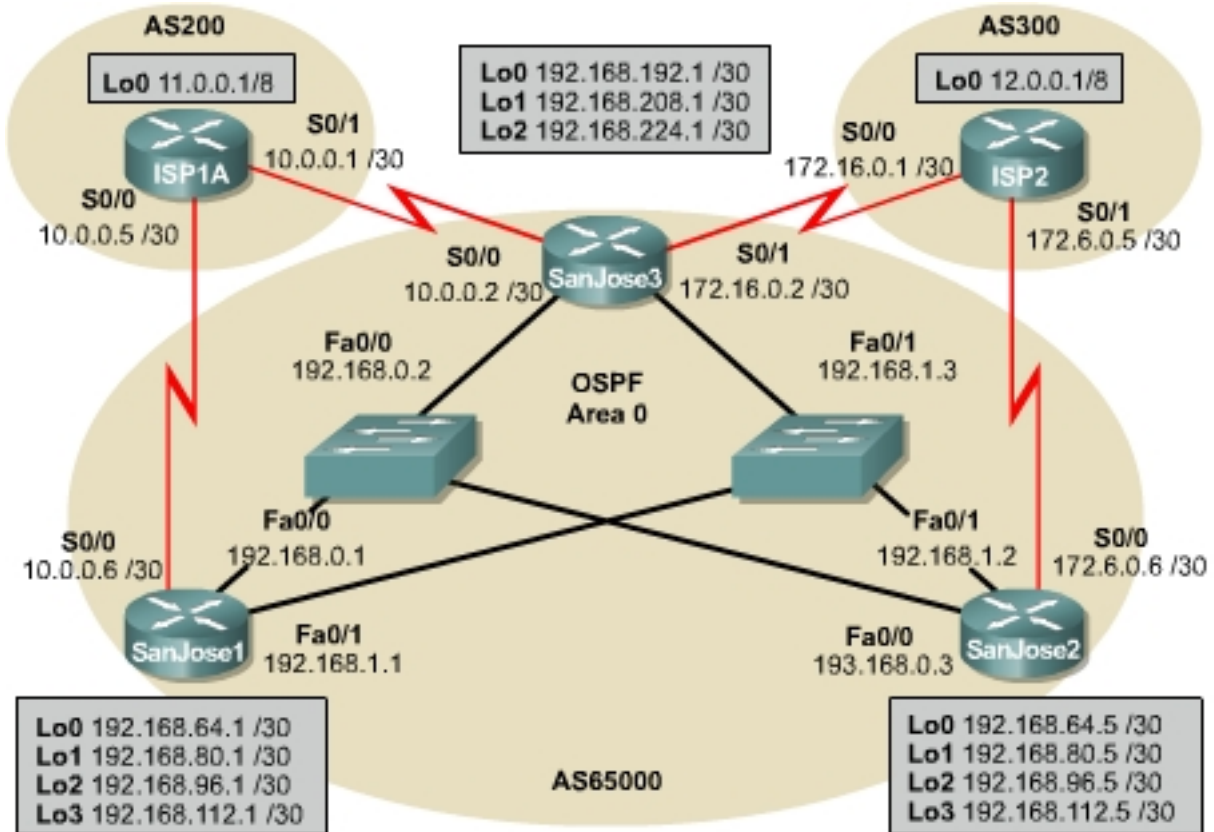 AS200
Lo0 11.0.0.1/8
S0/1
10.0.0.1 /30
ISP1A
S0/0
10.0.0.5 /30
Lo0 192.168.192.1 /30
Lo1 192.168.208.1 /30
Lo2 192.168.224.1 /30
AS300
Lo0 12.0.0.1/8
S0/0
172.16.0.1 /30
ISP2
S0/1
172.6.0.5 /30
S0/0
10.0.0.2 /30
SanJose3
S0/1
172.16.0.2 /30
Fa0/0
192.168.0.2
OSPF
Area 0
Fa0/1
192.168.1.3
S0/0
10.0.0.6 /30
Fa0/0
192.168.0.1
Fa0/1
192.168.1.2
S0/0
172.6.0.6 /30
SanJose1
Fa0/1
192.168.1.1
Fa0/0
193.168.0.3
SanJose2
Lo0 192.168.64.1 /30
Lo1 192.168.80.1 /30
Lo2 192.168.96.1 /30
Lo3 192.168.112.1 /30
AS65000
Lo0 192.168.64.5 /30
Lo1 192.168.80.5 /30
Lo2 192.168.96.5 /30
Lo3 192.168.112.5 /30